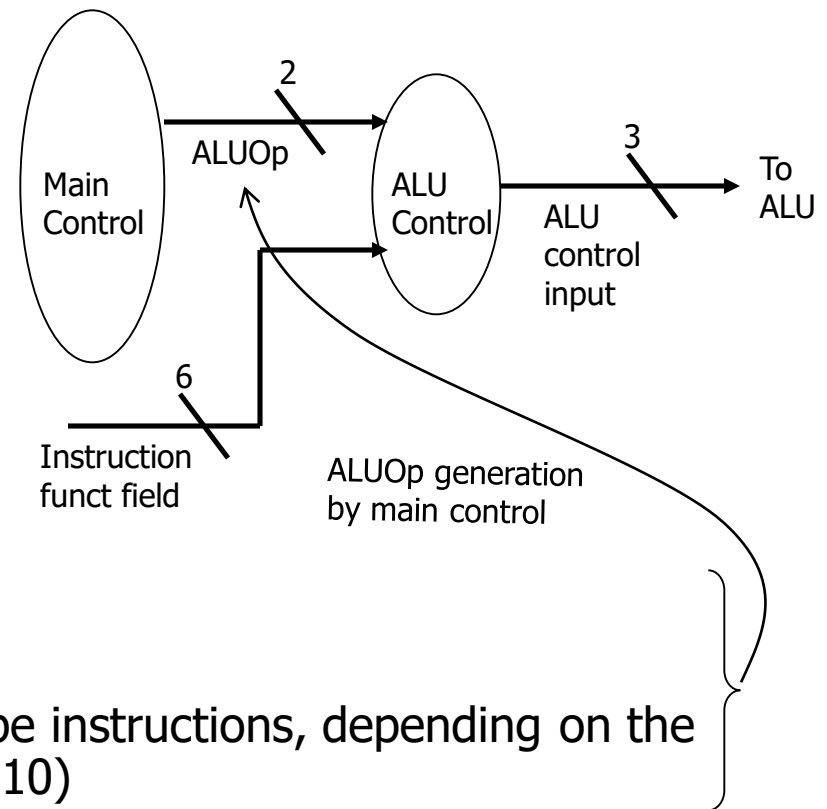 2
ALUOp
Main
Control
ALU
Control
3
To
ALU
ALU
control
input
6
Instruction
funct field
ALUOp generation
by main control
be instructions, depending on the
10)